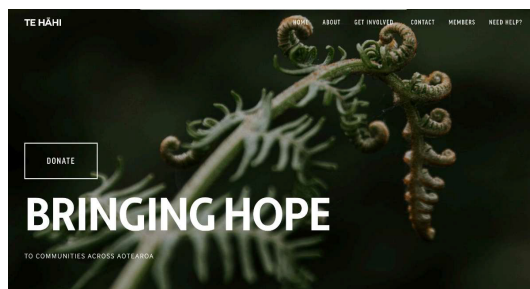 TE HĀHI
HOME ABOUT GET INVOLVED CONTACT MEMBERS NEED HELP?
DONATE
BRINGING HOPE
TO COMMUNITIES ACROSS AOTEAROA